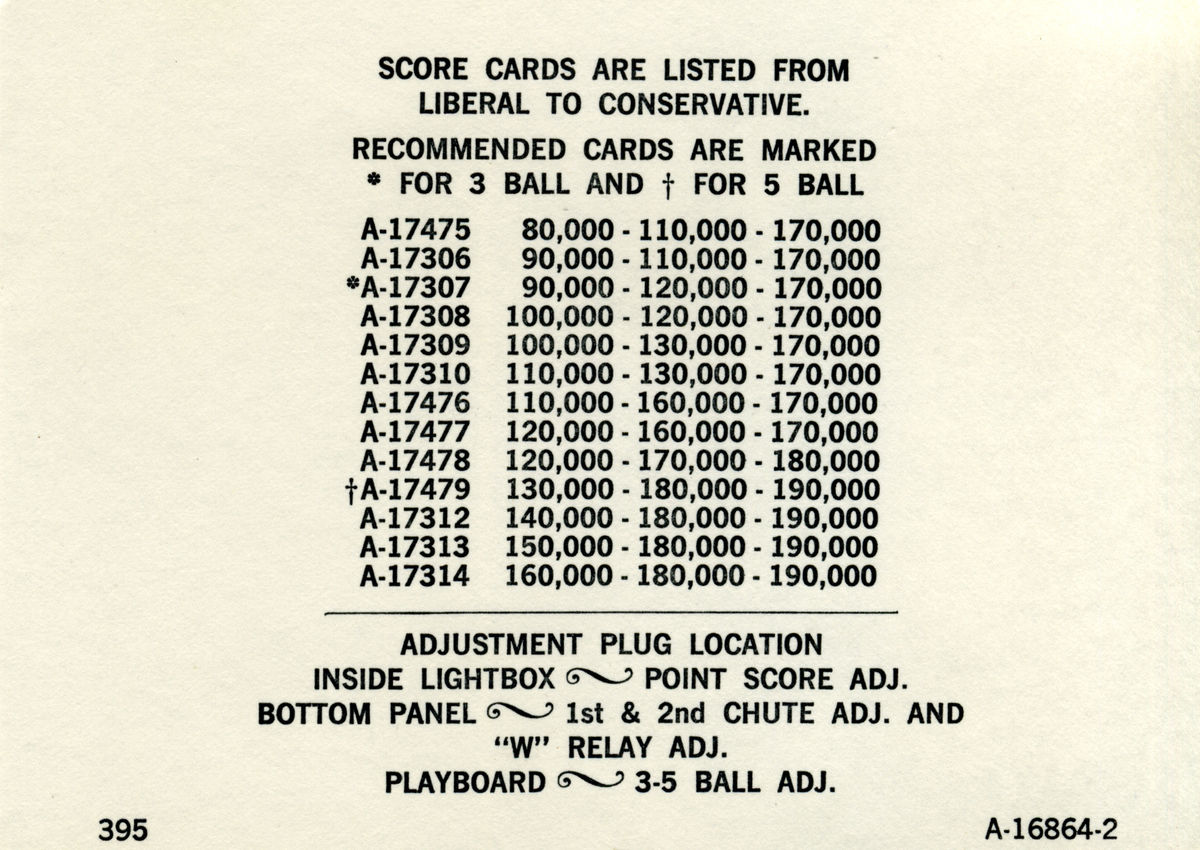 SCORE CARDS ARE LISTED FROM
LIBERAL TO CONSERVATIVE.
RECOMMENDED CARDS ARE MARKED
* FOR 3 BALL AND † FOR 5 BALL
A-17475 80,000 - 110,000 - 170,000
A-17306 90,000 - 110,000 - 170,000
*A-17307 90,000 - 120,000 - 170,000
A-17308 100,000 - 120,000 - 170,000
A-17309 100,000 - 130,000 - 170,000
A-17310 110,000 - 130,000 - 170,000
A-17476 110,000 - 160,000 - 170,000
A-17477 120,000 - 160,000 - 170,000
A-17478 120,000 - 170,000 - 180,000
†A-17479 130,000 - 180,000 - 190,000
A-17312 140,000 - 180,000 - 190,000
A-17313 150,000 - 180,000 - 190,000
A-17314 160,000 - 180,000 - 190,000
ADJUSTMENT PLUG LOCATION
INSIDE LIGHTBOX ~ POINT SCORE ADJ.
BOTTOM PANEL ~ 1st & 2nd CHUTE ADJ. AND
“W” RELAY ADJ.
PLAYBOARD ~ 3-5 BALL ADJ.
395 A-16864-2